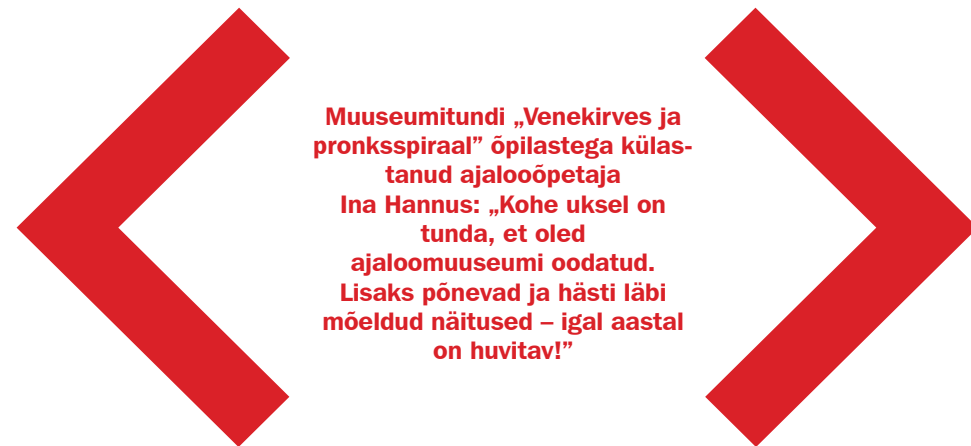 Muuseumitundi „Venekirves ja
pronksspiraal” õpilastega külas-
tanud ajalooõpetaja
Ina Hannus: „Kohe uksel on
tunda, et oled
ajaloomuuseumi oodatud.
Lisaks põnevad ja hästi läbi
mõeldud näitused – igal aastal
on huvitav!”